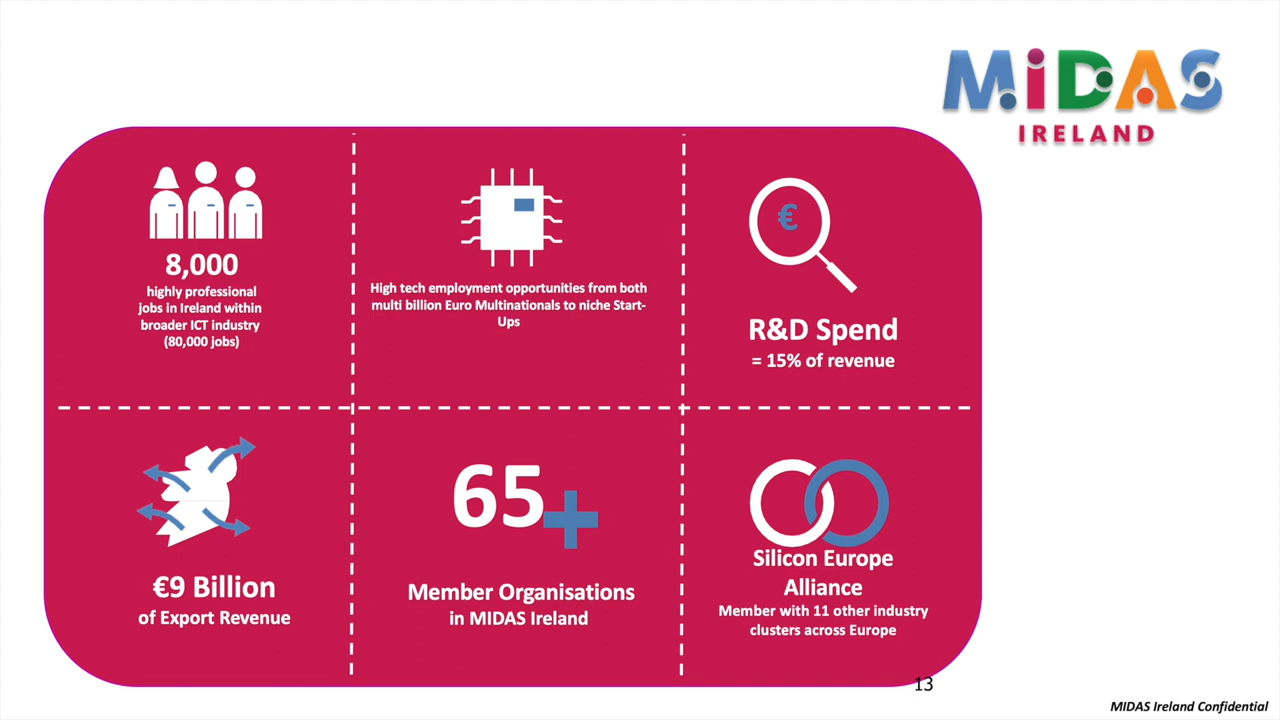 MiDAS
IRELAND
8,000
highly professional
jobs in Ireland within
broader ICT industry
(80,000 jobs)
High tech employment opportunities from both
multi billion Euro Multinationals to niche Start-
Ups
€
R&D Spend
= 15% of revenue
€9 Billion
of Export Revenue
65+
Member Organisations
in MIDAS Ireland
Silicon Europe
Alliance
Member with 11 other industry
clusters across Europe
13
MIDAS Ireland Confidential